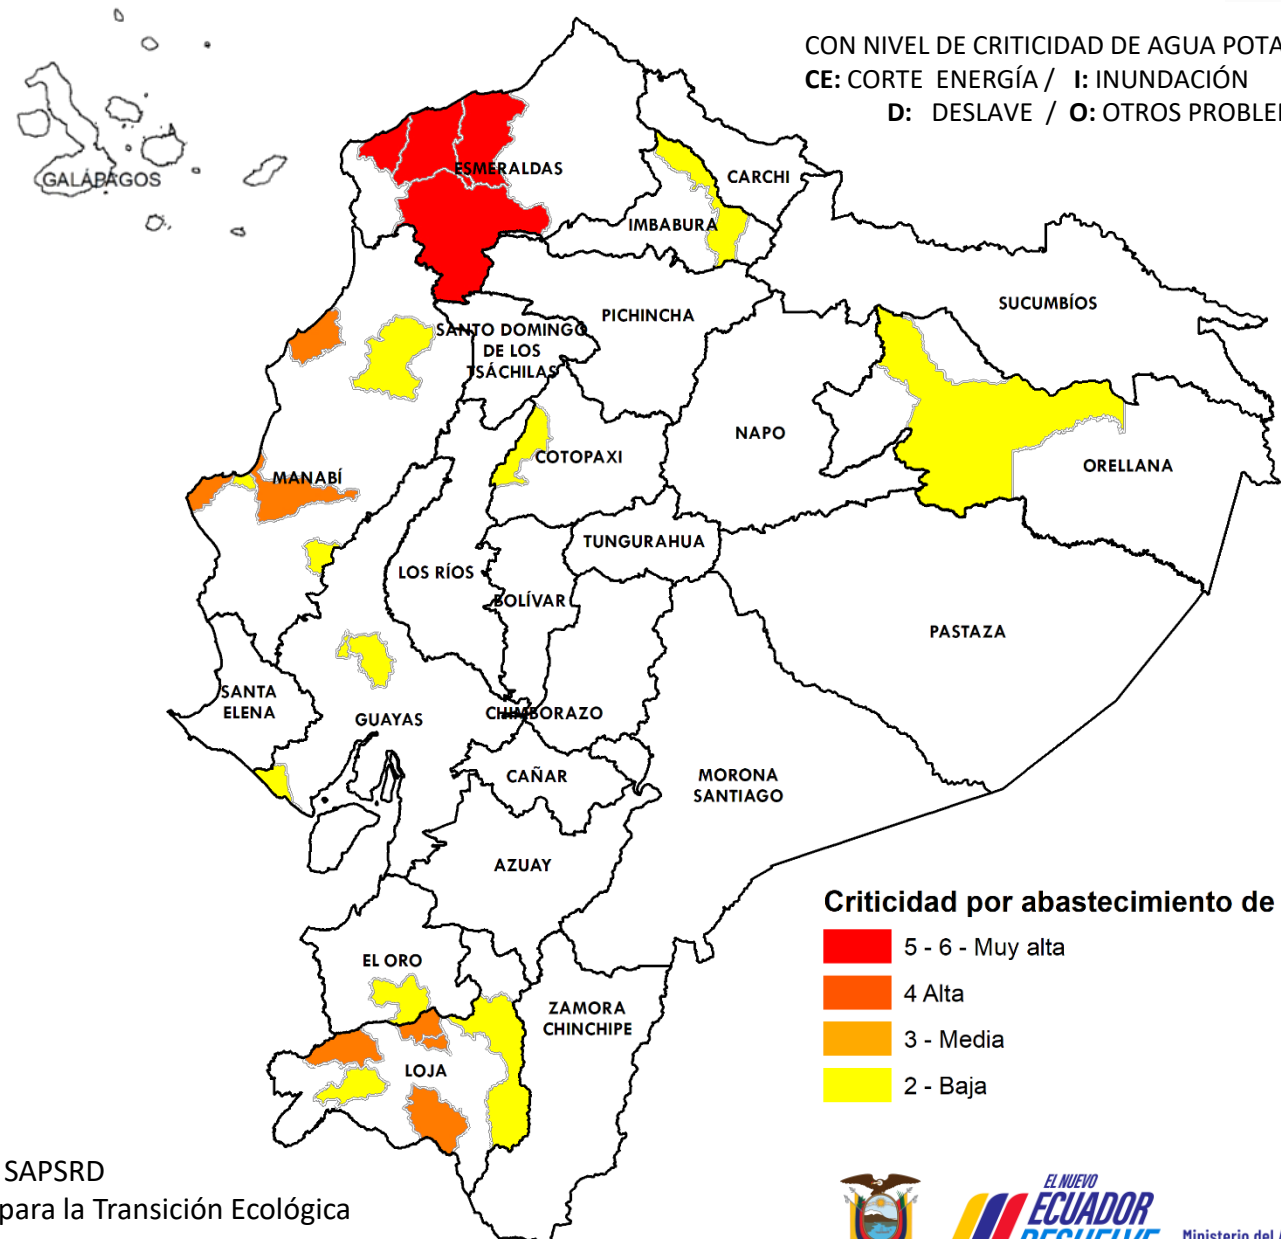 CON NIVEL DE CRITICIDAD DE AGUA POTA
CE: CORTE ENERGÍA / I: INUNDACIÓN
D: DESLAVE / O: OTROS PROBLE
GALÁPAGOS
ESMERALDAS
CARCHI
IMBABURA
SUCUMBÍOS
PICHINCHA
SANTO DOMINGO
DE LOS
TSÁCHILAS
NAPO
COTOPAXI
ORELLANA
MANABÍ
TUNGURAHUA
LOS RÍOS
BOLÍVAR
PASTAZA
SANTA
ELENA
GUAYAS
CHIMBORAZO
CAÑAR
MORONA
SANTIAGO
AZUAY
EL ORO
ZAMORA
CHINCHIPE
LOJA
Criticidad por abastecimiento de
5 - 6 - Muy alta
4 Alta
3 - Media
2 - Baja
SAPSRD
para la Transición Ecológica
EL NUEVO
ECUADOR
RESUELVE
Ministerio del A